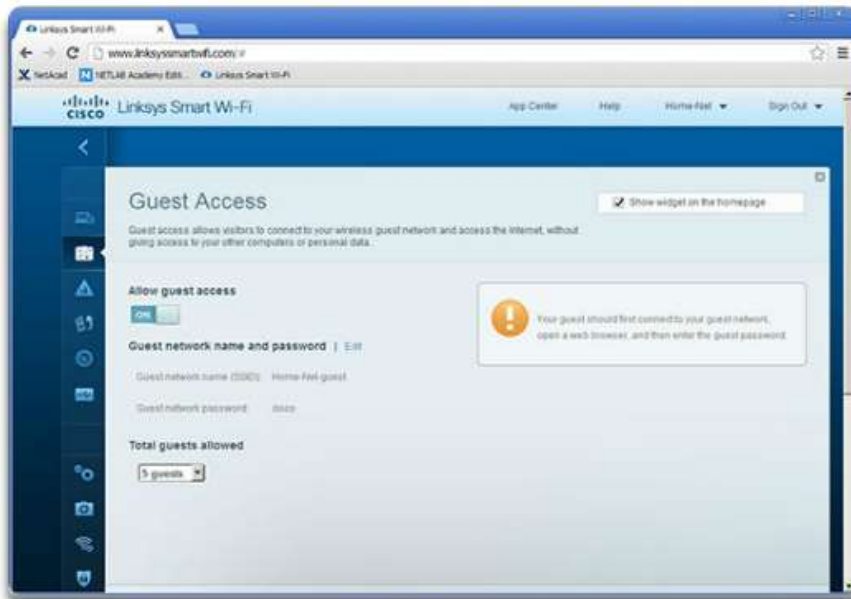 Linksys Smart Wi-Fi
www.linksyssmartwifi.com/#
NetAcad NETLAB Academy Editi... Linksys Smart Wi-Fi
CISCO Linksys Smart Wi-Fi App Center Help Home-Net Sign Out
Guest Access
Show widget on the homepage
Guest access allows visitors to connect to your wireless guest network and access the Internet, without
giving access to your other computers or personal data.
Allow guest access
ON
Your guest should first connect to your guest network,
open a web browser, and then enter the guest password.
Guest network name and password | Edit
Guest network name (SSID): Home-Net-guest
Guest network password: cisco
Total guests allowed
5 guests